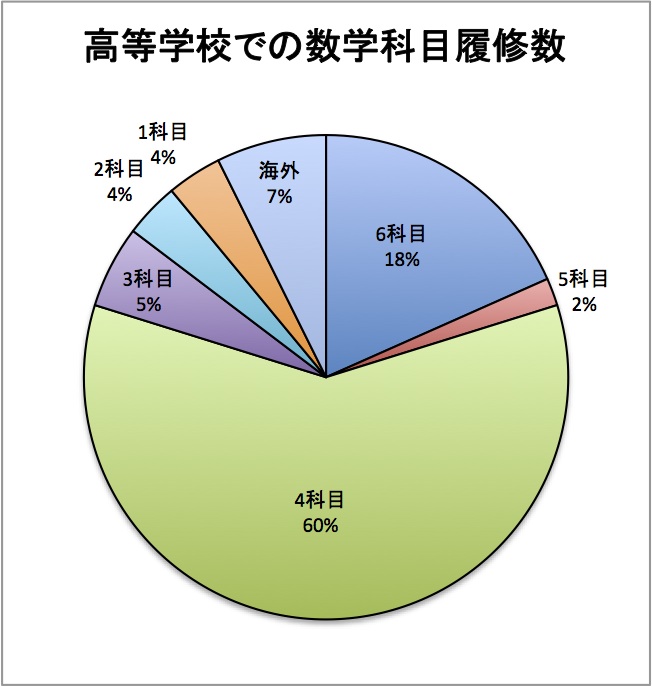 高等学校での数学科目履修数
1科目
4%
2科目
4%
海外
7%
6科目
18%
5科目
2%
3科目
5%
4科目
60%